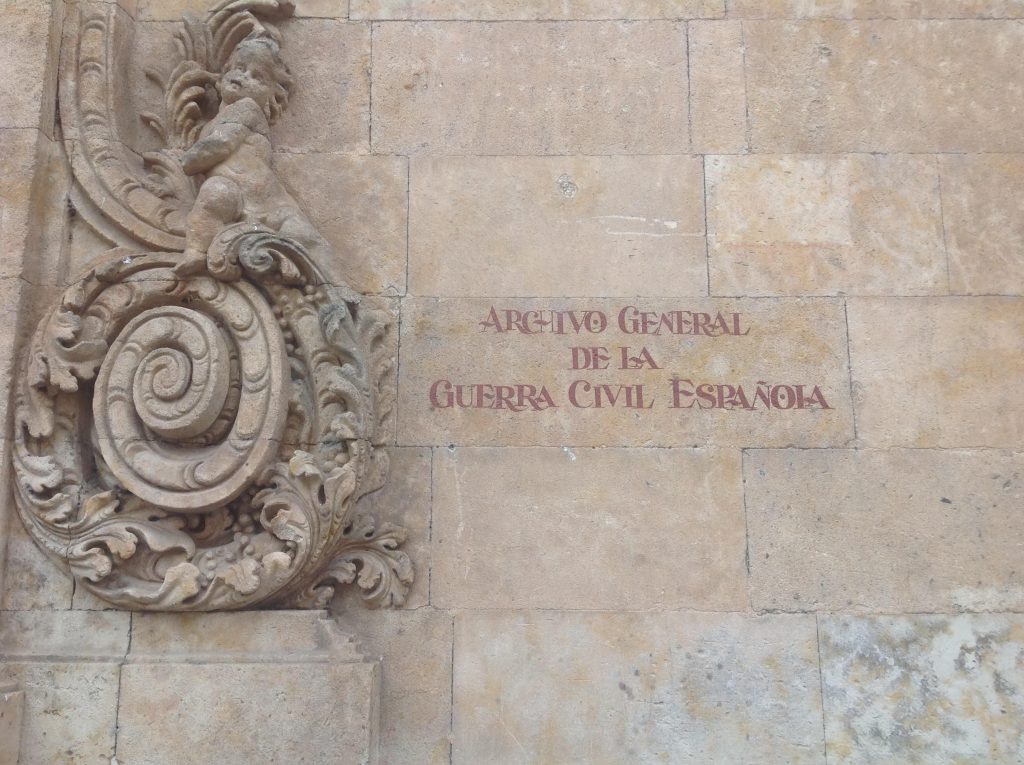 ARCHIVO GENERAL
DE LA
GUERRA CIVIL ESPAÑOLA